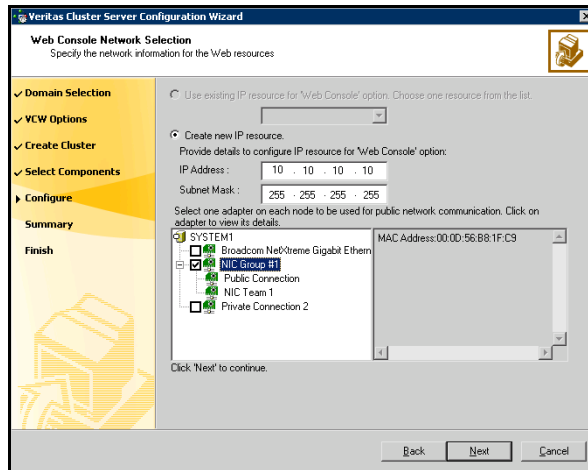 Veritas Cluster Server Configuration Wizard
Web Console Network Selection
Specify the network information for the Web resources
Domain Selection
VCW Options
Create Cluster
Select Components
Configure
Summary
Finish
Use existing IP resource for 'Web Console' option. Choose one resource from the list.
Create new IP resource.
Provide details to configure IP resource for 'Web Console' option:
IP Address : 10 . 10 . 10 . 10
Subnet Mask : 255 . 255 . 255 . 255
Select one adapter on each node to be used for public network communication. Click on
adapter to view its details.
SYSTEM1
Broadcom NetXtreme Gigabit Ethern
NIC Group #1
Public Connection
NIC Team 1
Private Connection 2
MAC Address:00:0D:56:B8:1F:C9
Click 'Next' to continue.
Back Next Cancel